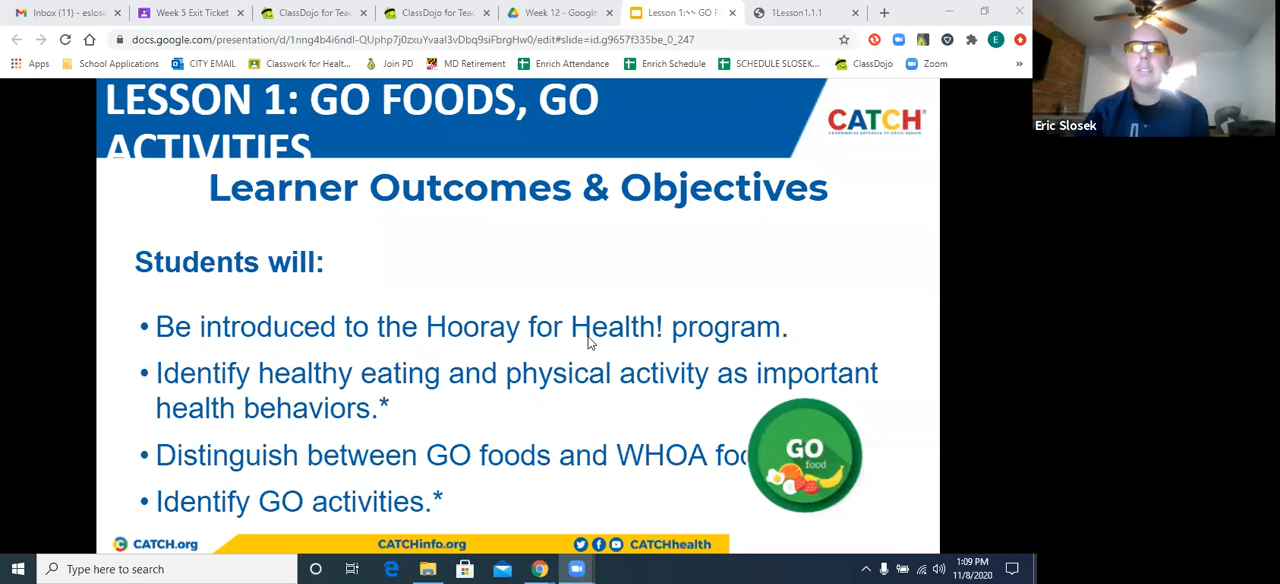 Inbox (11) - eslose
Week 5 Exit Ticket
ClassDojo for Tea
ClassDojo for Tea
Week 12 - Google
Lesson 1: GO F
1Lesson1.1.1
docs.google.com/presentation/d/1nng4b4i6ndI-QUphp7j0zxuYvaaI3vDbq9siFbrgHw0/edit#slide=id.g9657f335be_0_247
E
Apps
School Applications
CITY EMAIL
Classwork for Healt...
Join PD
MD Retirement
Enrich Attendance
Enrich Schedule
SCHEDULE SLOSEK...
ClassDojo
Zoom
»
Eric Slosek
LESSON 1: GO FOODS, GO
ACTIVITIES
CATCH®
Learner Outcomes & Objectives
Students will:
• Be introduced to the Hooray for Health! program.
• Identify healthy eating and physical activity as important
health behaviors.*
• Distinguish between GO foods and WHOA foo
• Identify GO activities.*
GO
food
CATCH.org
CATCHinfo.org
CATCHhealth
Type here to search
1:09 PM
11/8/2020